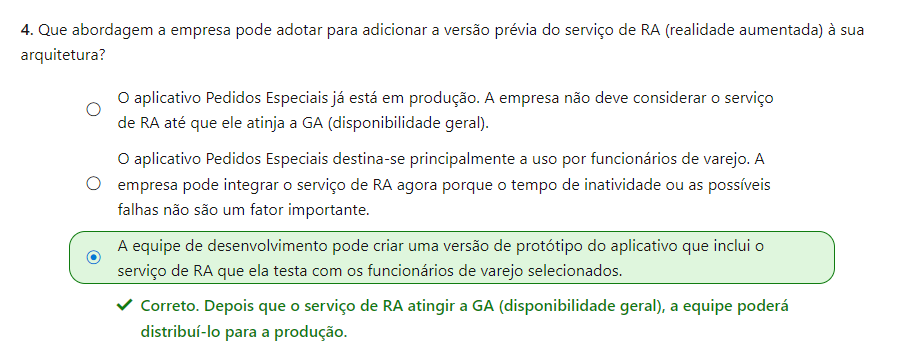 4. Que abordagem a empresa pode adotar para adicionar a versão prévia do serviço de RA (realidade aumentada) à sua
arquitetura?
O aplicativo Pedidos Especiais já está em produção. A empresa não deve considerar o serviço
de RA até que ele atinja a GA (disponibilidade geral).
O aplicativo Pedidos Especiais destina-se principalmente a uso por funcionários de varejo. A
empresa pode integrar o serviço de RA agora porque o tempo de inatividade ou as possíveis
falhas não são um fator importante.
A equipe de desenvolvimento pode criar uma versão de protótipo do aplicativo que inclui o
serviço de RA que ela testa com os funcionários de varejo selecionados.
Correto. Depois que o serviço de RA atingir a GA (disponibilidade geral), a equipe poderá
distribuí-lo para a produção.